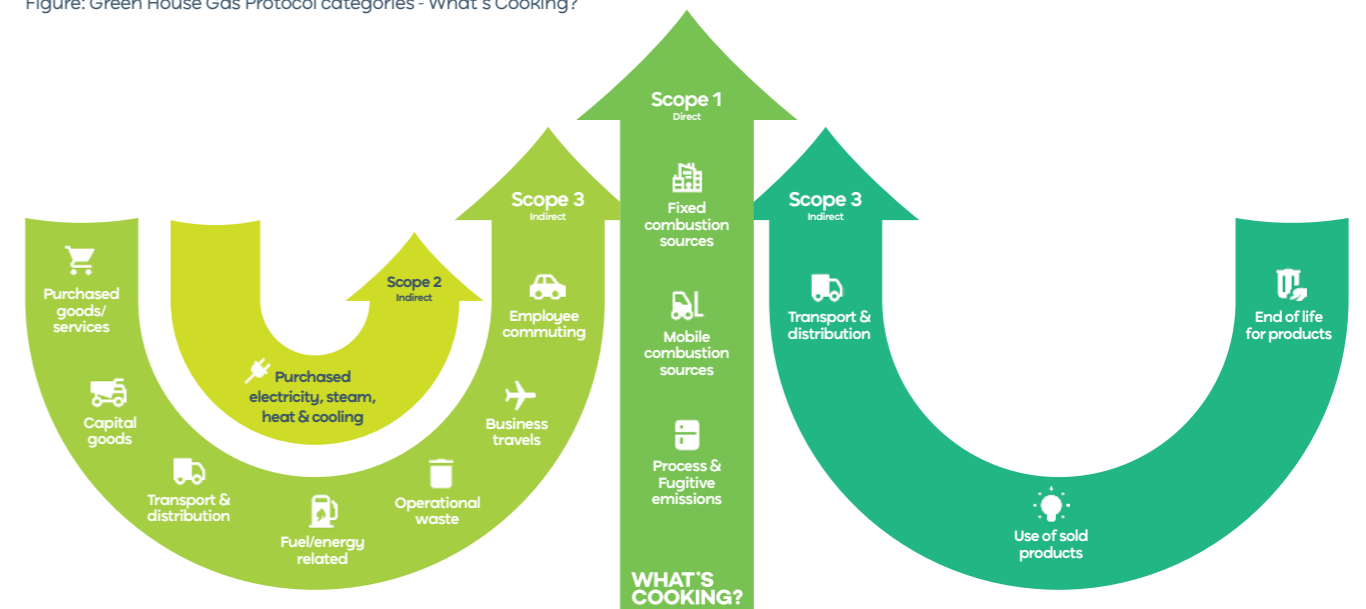 Figure: Green House Gas Protocol categories - What's Cooking?
Scope 1
Direct
Fixed
combustion
sources
Mobile
combustion
sources
Process &
Fugitive
emissions
WHAT'S
COOKING?
Scope 3
Indirect
Purchased
goods/
services
Capital
goods
Transport &
distribution
Fuel/energy
related
Operational
waste
Business
travels
Employee
commuting
Scope 2
Indirect
Purchased
electricity, steam,
heat & cooling
Scope 3
Indirect
Transport &
distribution
Use of sold
products
End of life
for products